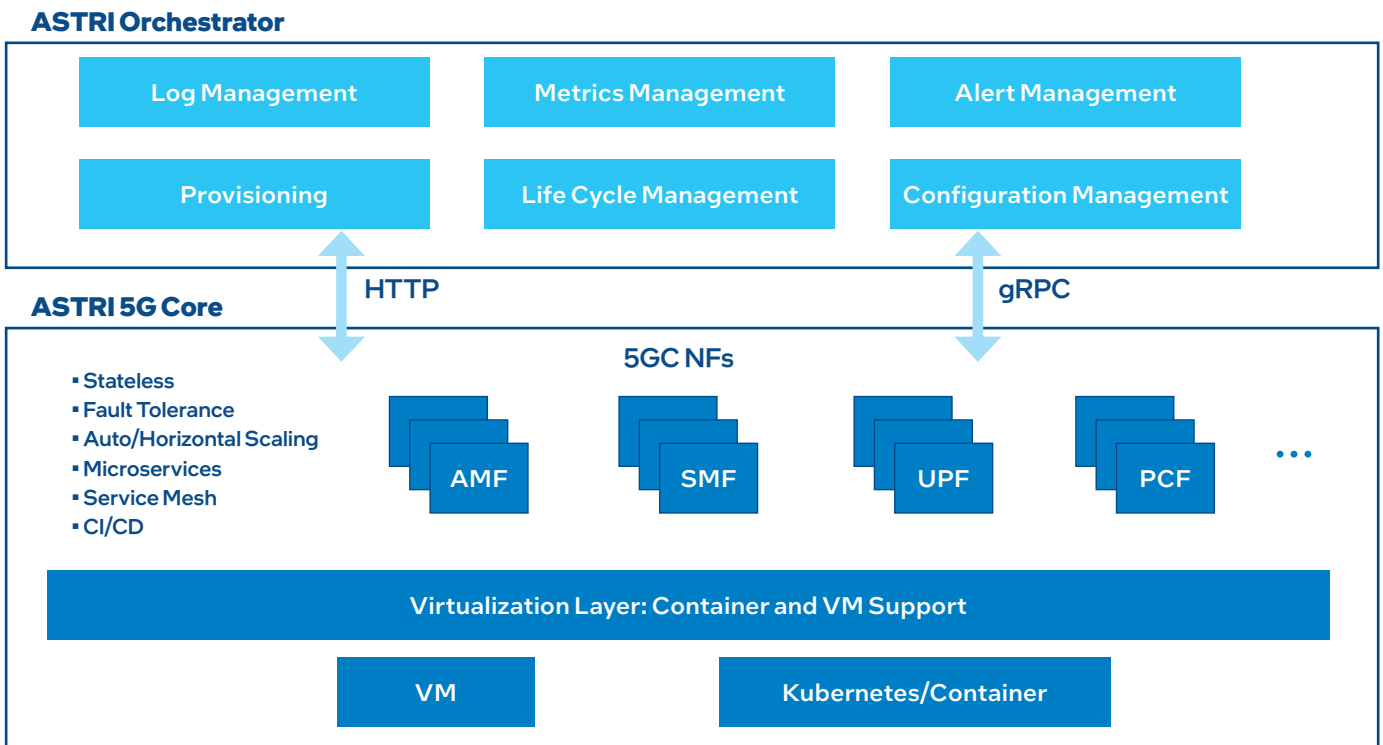 ASTRI Orchestrator
Log Management
Metrics Management
Alert Management
Provisioning
Life Cycle Management
Configuration Management
HTTP
gRPC
ASTRI 5G Core
5GC NFs
▪ Stateless
▪ Fault Tolerance
▪ Auto/Horizontal Scaling
▪ Microservices
▪ Service Mesh
▪ CI/CD
AMF
SMF
UPF
PCF
...
Virtualization Layer: Container and VM Support
VM
Kubernetes/Container